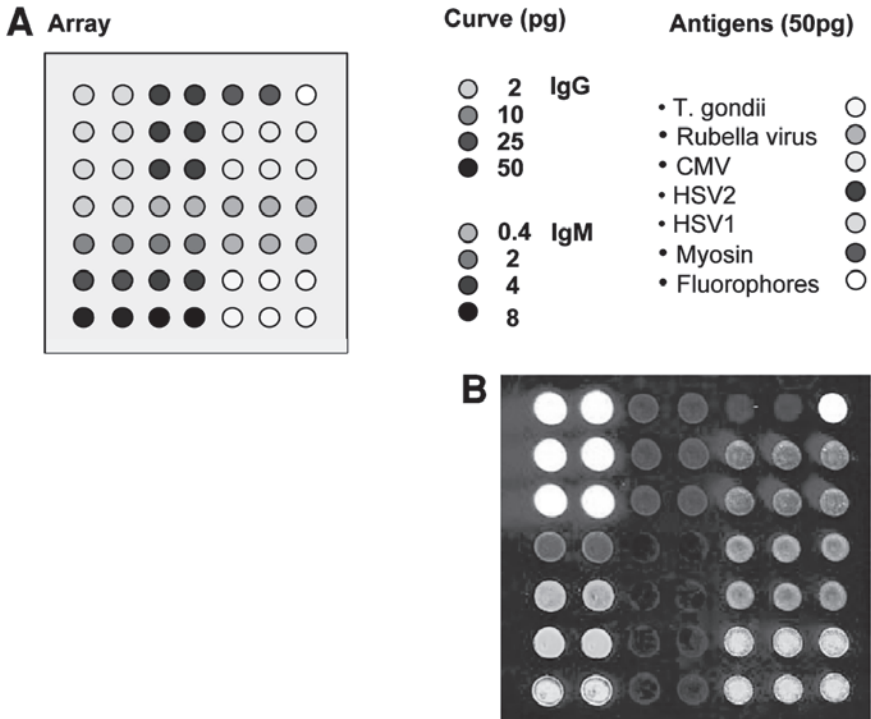 A Array
Curve (pg)
2 IgG
10
25
50
0.4 IgM
2
4
8
Antigens (50pg)
• T. gondii
• Rubella virus
• CMV
• HSV2
• HSV1
• Myosin
• Fluorophores
B